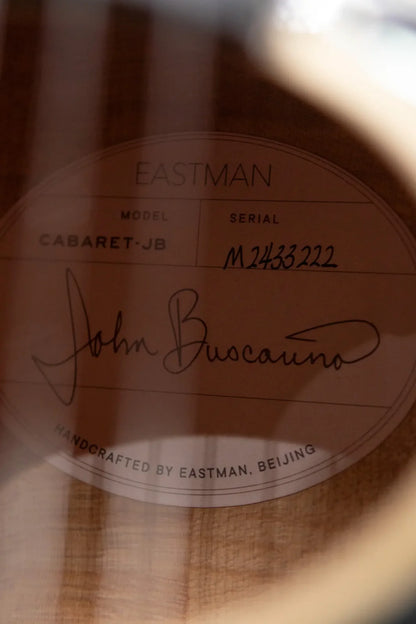 EASTMAN
MODEL
CABARET-JB
SERIAL
M2433222
John Buscarino
HANDCRAFTED BY EASTMAN, BEIJING